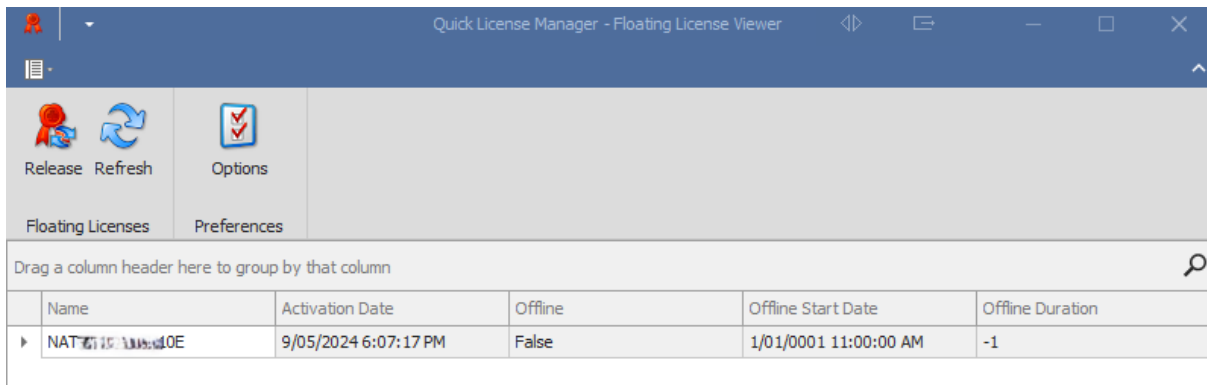 Quick License Manager - Floating License Viewer
Release Refresh Options
Floating Licenses Preferences
Drag a column header here to group by that column
Name Activation Date Offline Offline Start Date Offline Duration
9/05/2024 6:07:17 PM False 1/01/0001 11:00:00 AM -1